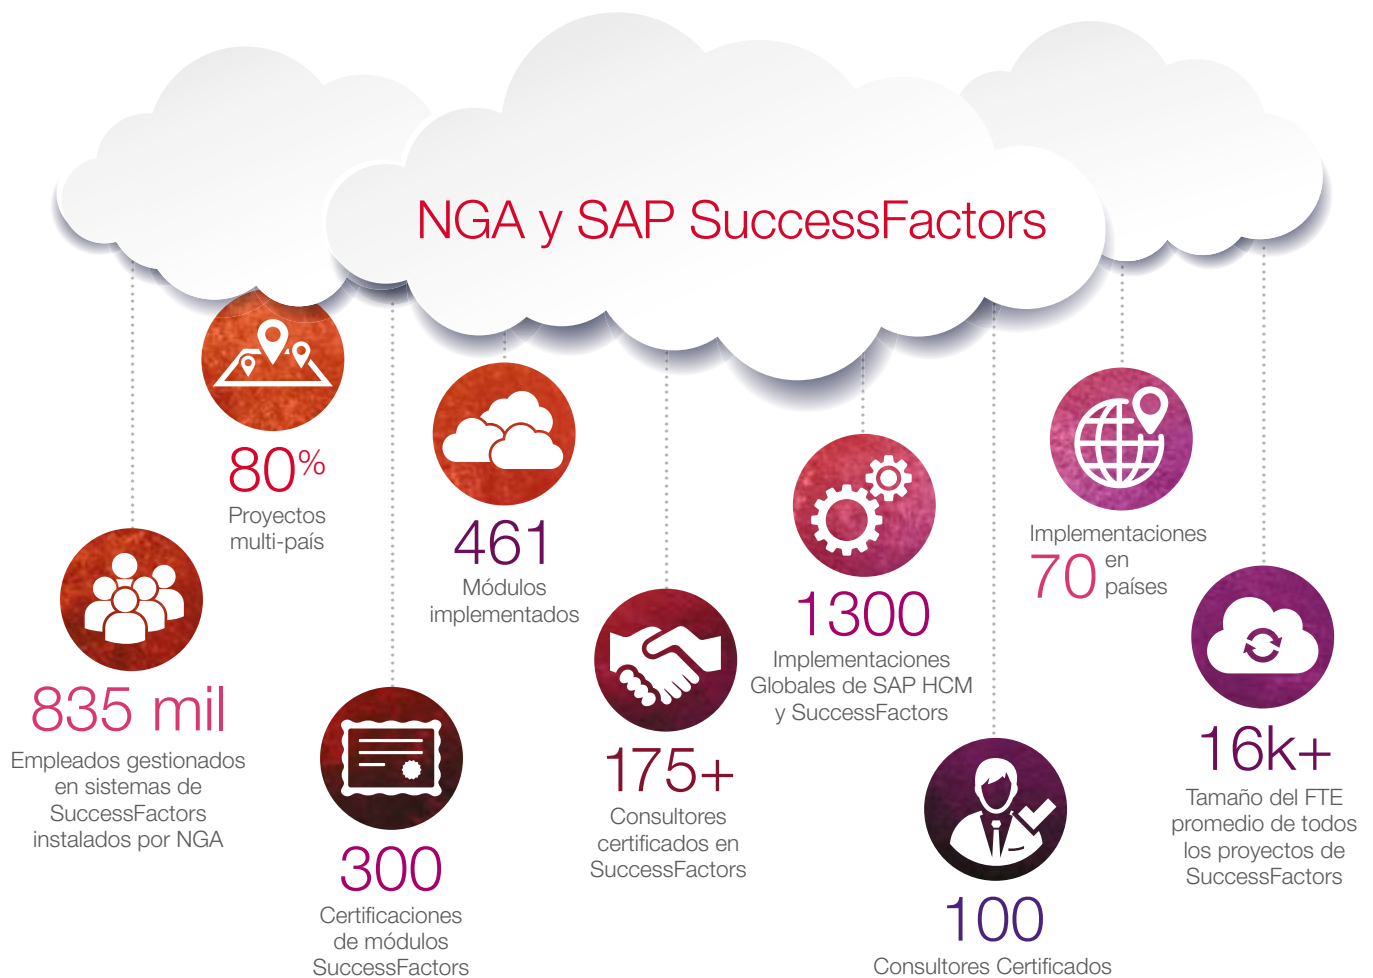 NGA y SAP SuccessFactors
80%
Proyectos
multi-país
835 mil
Empleados gestionados
en sistemas de
SuccessFactors
instalados por NGA
300
Certificaciones
de módulos
SuccessFactors
461
Módulos
implementados
175+
Consultores
certificados en
SuccessFactors
1300
Implementaciones
Globales de SAP HCM
y SuccessFactors
100
Consultores Certificados
Implementaciones
70 en
países
16k+
Tamaño del FTE
promedio de todos
los proyectos de
SuccessFactors